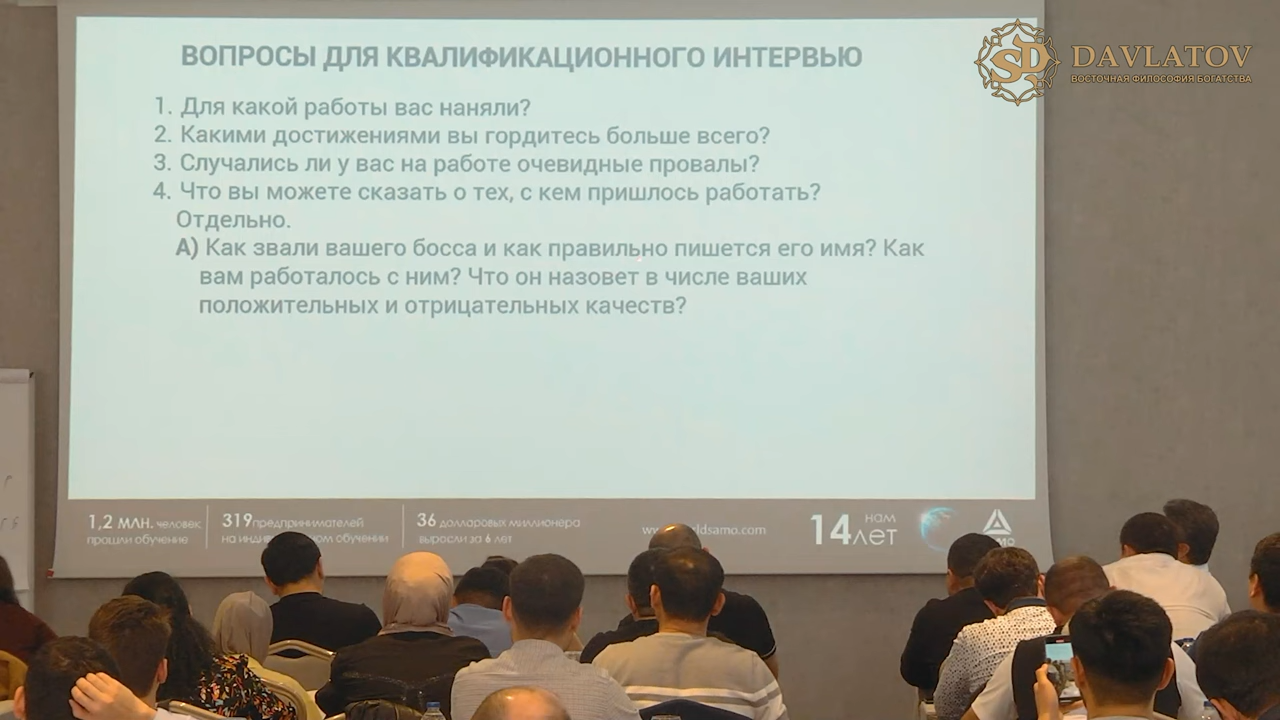 ВОПРОСЫ ДЛЯ КВАЛИФИКАЦИОННОГО ИНТЕРВЬЮ
DAVLATOV
ВОСТОЧНАЯ ФИЛОСОФИЯ БОГАТСТВА
1. Для какой работы вас наняли?
2. Какими достижениями вы гордитесь больше всего?
3. Случались ли у вас на работе очевидные провалы?
4. Что вы можете сказать о тех, с кем пришлось работать?
Отдельно.
А) Как звали вашего босса и как правильно пишется его имя? Как
вам работалось с ним? Что он назовет в числе ваших
положительных и отрицательных качеств?
1,2 МЛН. человек
прошли обучение
319 предпринимателей
на обучении
36 долларовых миллионера
выросли за 6 лет
14 нам
лет